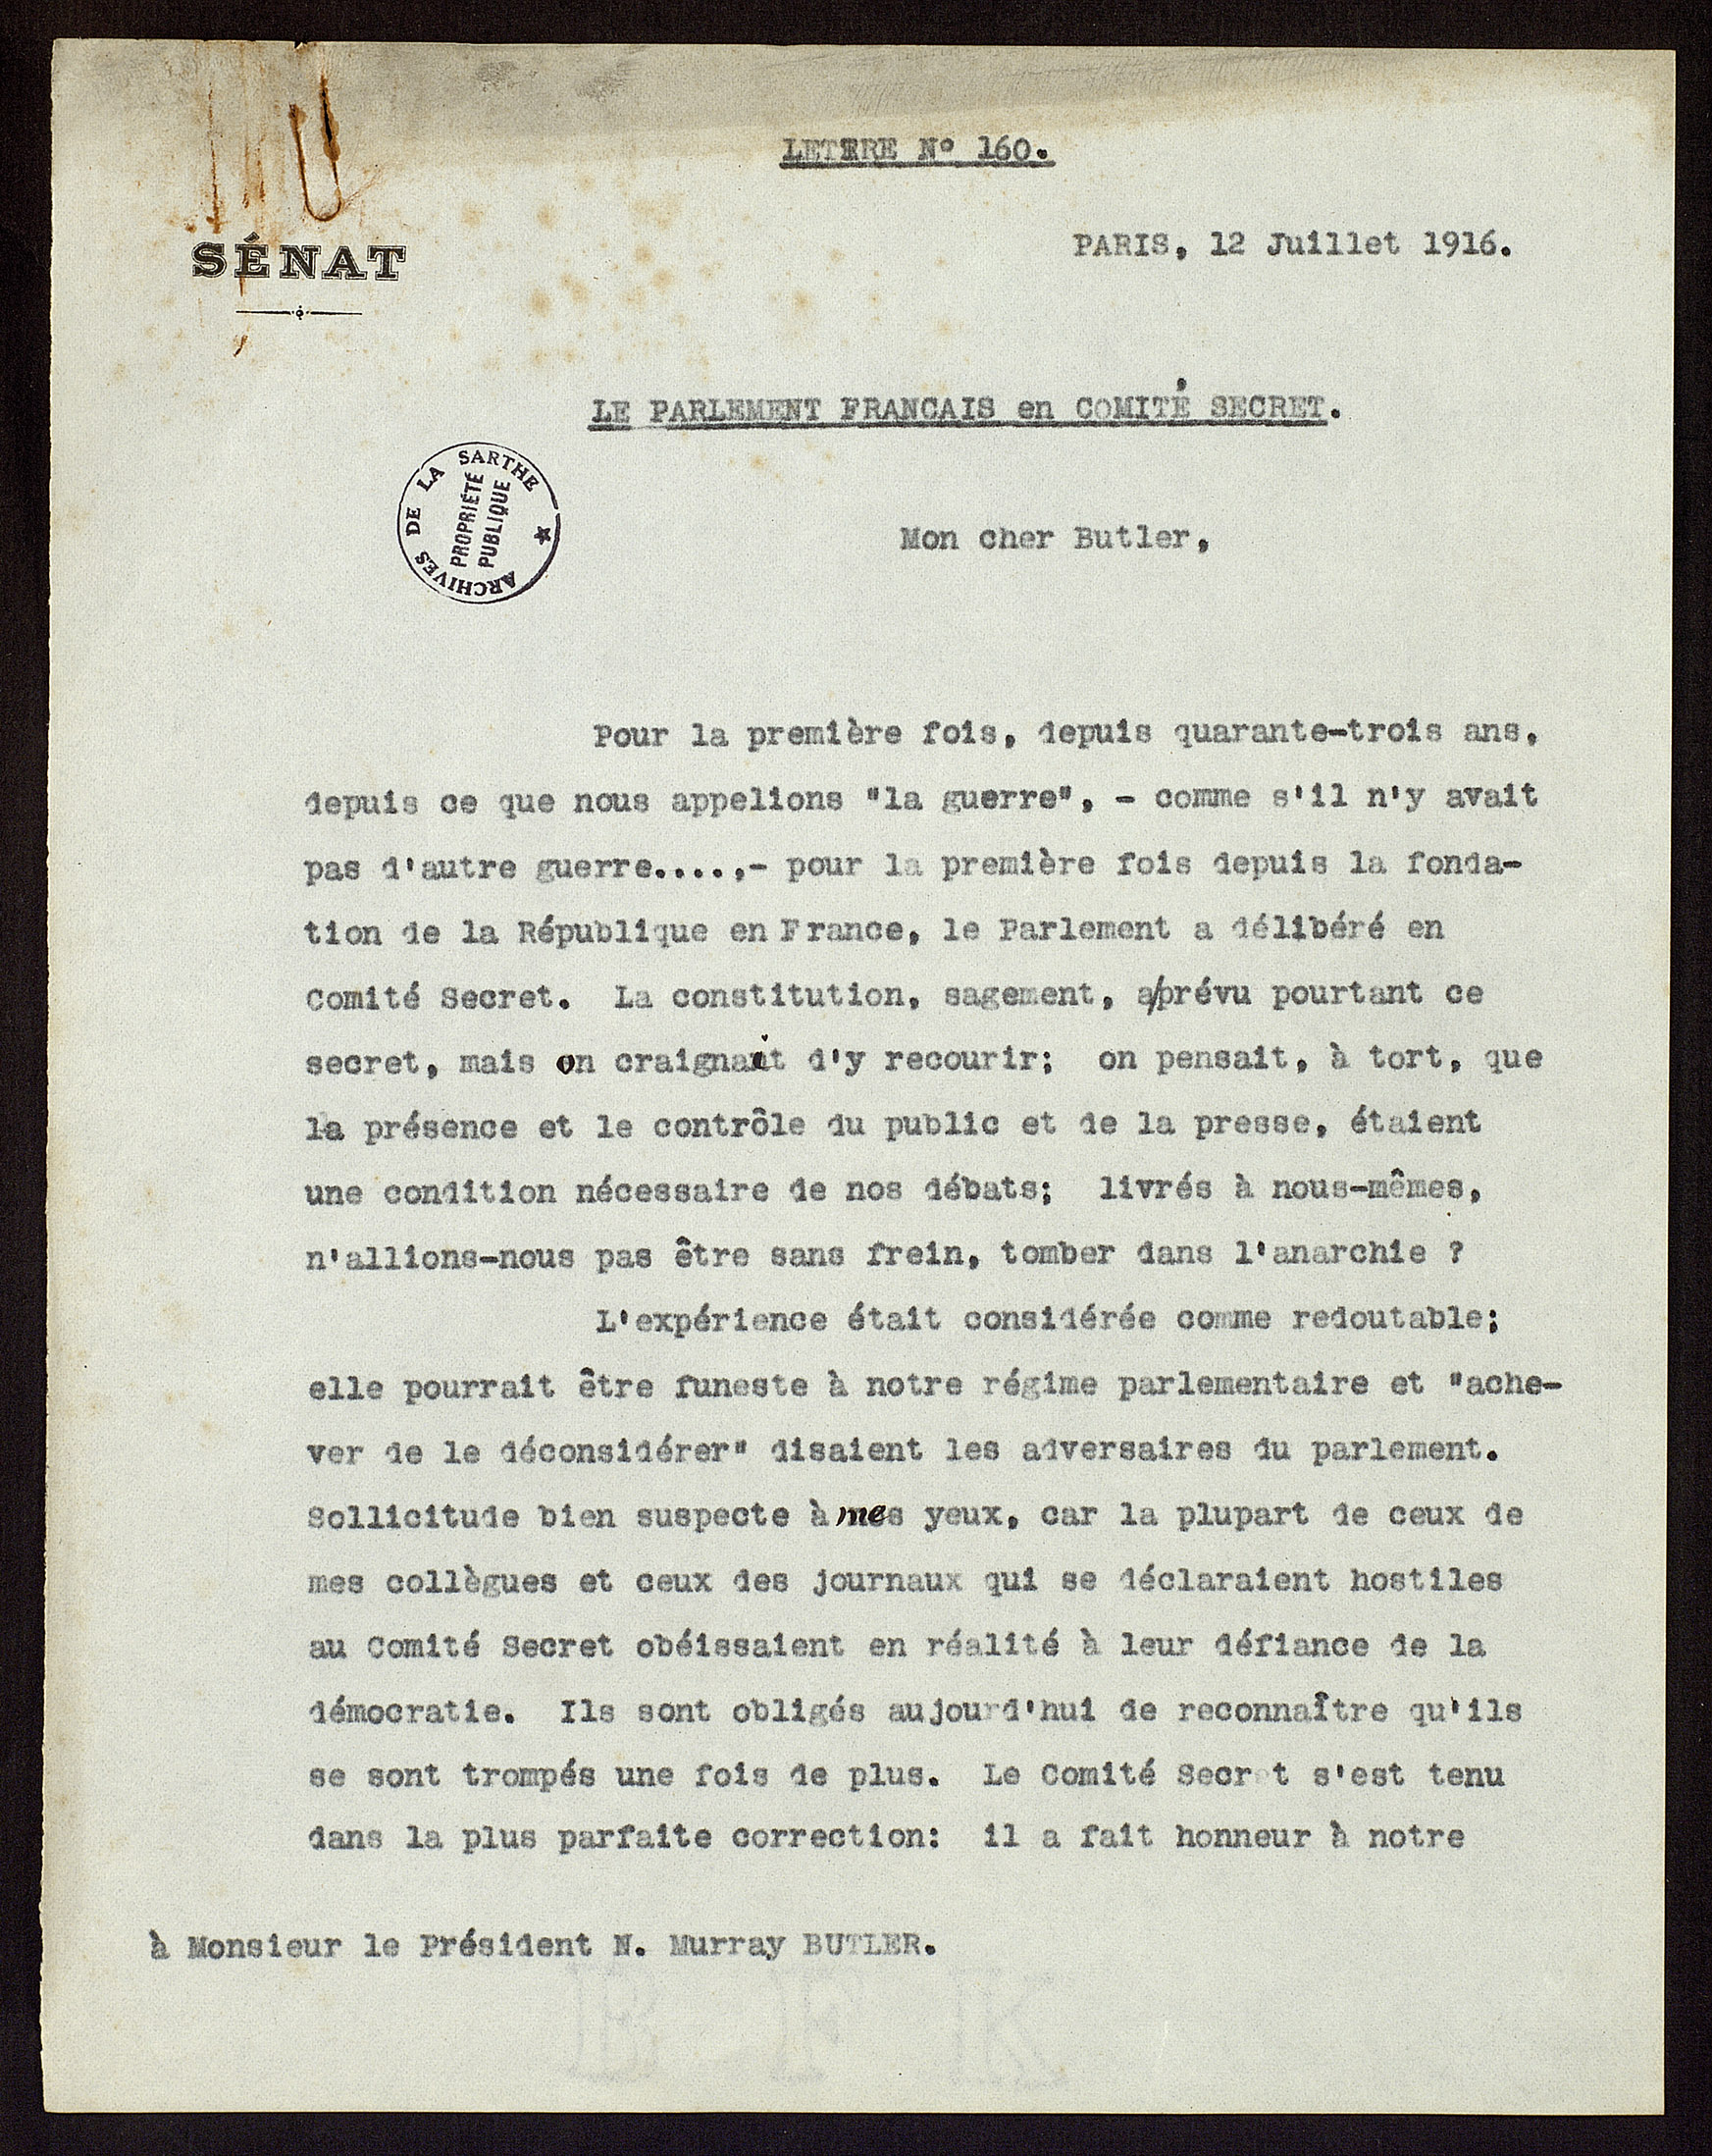 LETTRE N° 160.
SÉNAT
PARIS, 12 Juillet 1916.
LE PARLEMENT FRANCAIS en COMITÉ SECRET.
ARCHIVES DE LA SARTHE
PROPRIÉTÉ
PUBLIQUE
Mon cher Butler,
Pour la première fois, depuis quarante-trois ans,
depuis ce que nous appelions "la guerre", - comme s'il n'y avait
pas d'autre guerre....,- pour la première fois depuis la fonda-
tion de la République en France, le Parlement a délibéré en
Comité Secret. La constitution, sagement, a/prévu pourtant ce
secret, mais on craignait d'y recourir; on pensait, à tort, que
la présence et le contrôle du public et de la presse, étaient
une condition nécessaire de nos débats; livrés à nous-mêmes,
n'allions-nous pas être sans frein, tomber dans l'anarchie ?
L'expérience était considérée comme redoutable;
elle pourrait être funeste à notre régime parlementaire et "ache-
ver de le déconsidérer" disaient les adversaires du parlement.
Sollicitude bien suspecte à mes yeux, car la plupart de ceux de
mes collègues et ceux des journaux qui se déclaraient hostiles
au Comité Secret obéissaient en réalité à leur défiance de la
démocratie. Ils sont obligés aujourd'hui de reconnaître qu'ils
se sont trompés une fois de plus. Le Comité Secret s'est tenu
dans la plus parfaite correction: il a fait honneur à notre
à Monsieur le Président N. Murray BUTLER.